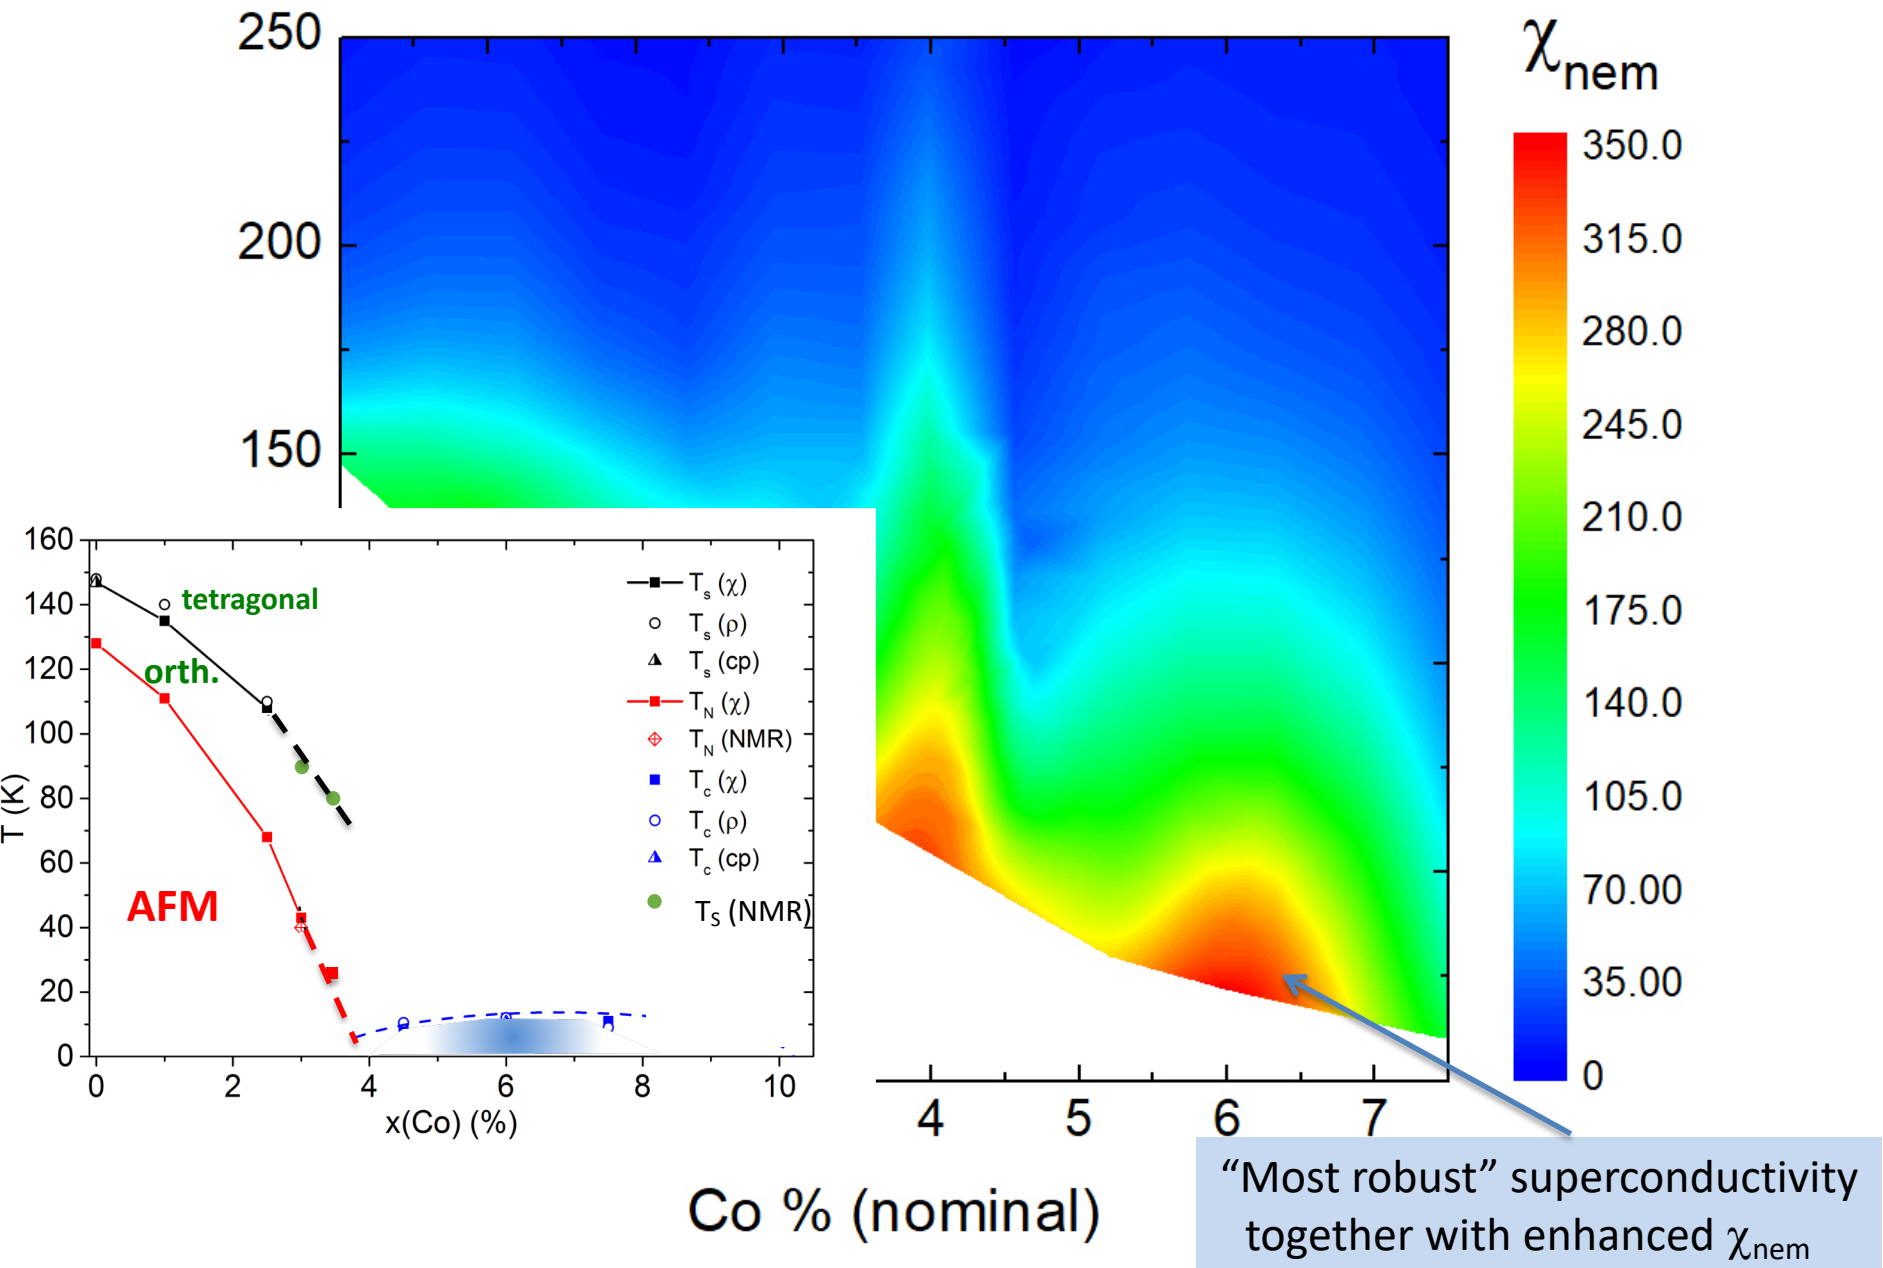 250
200
150
χnem
350.0
315.0
280.0
245.0
210.0
175.0
140.0
105.0
70.00
35.00
0
160
140
120
100
80
60
40
20
0
T (K)
tetragonal
orth.
AFM
Ts (χ)
Ts (ρ)
Ts (cp)
TN (χ)
TN (NMR)
Tc (χ)
Tc (ρ)
Tc (cp)
TS (NMR)
0 2 4 6 8 10
x(Co) (%)
4 5 6 7
Co % (nominal)
“Most robust” superconductivity
together with enhanced χnem